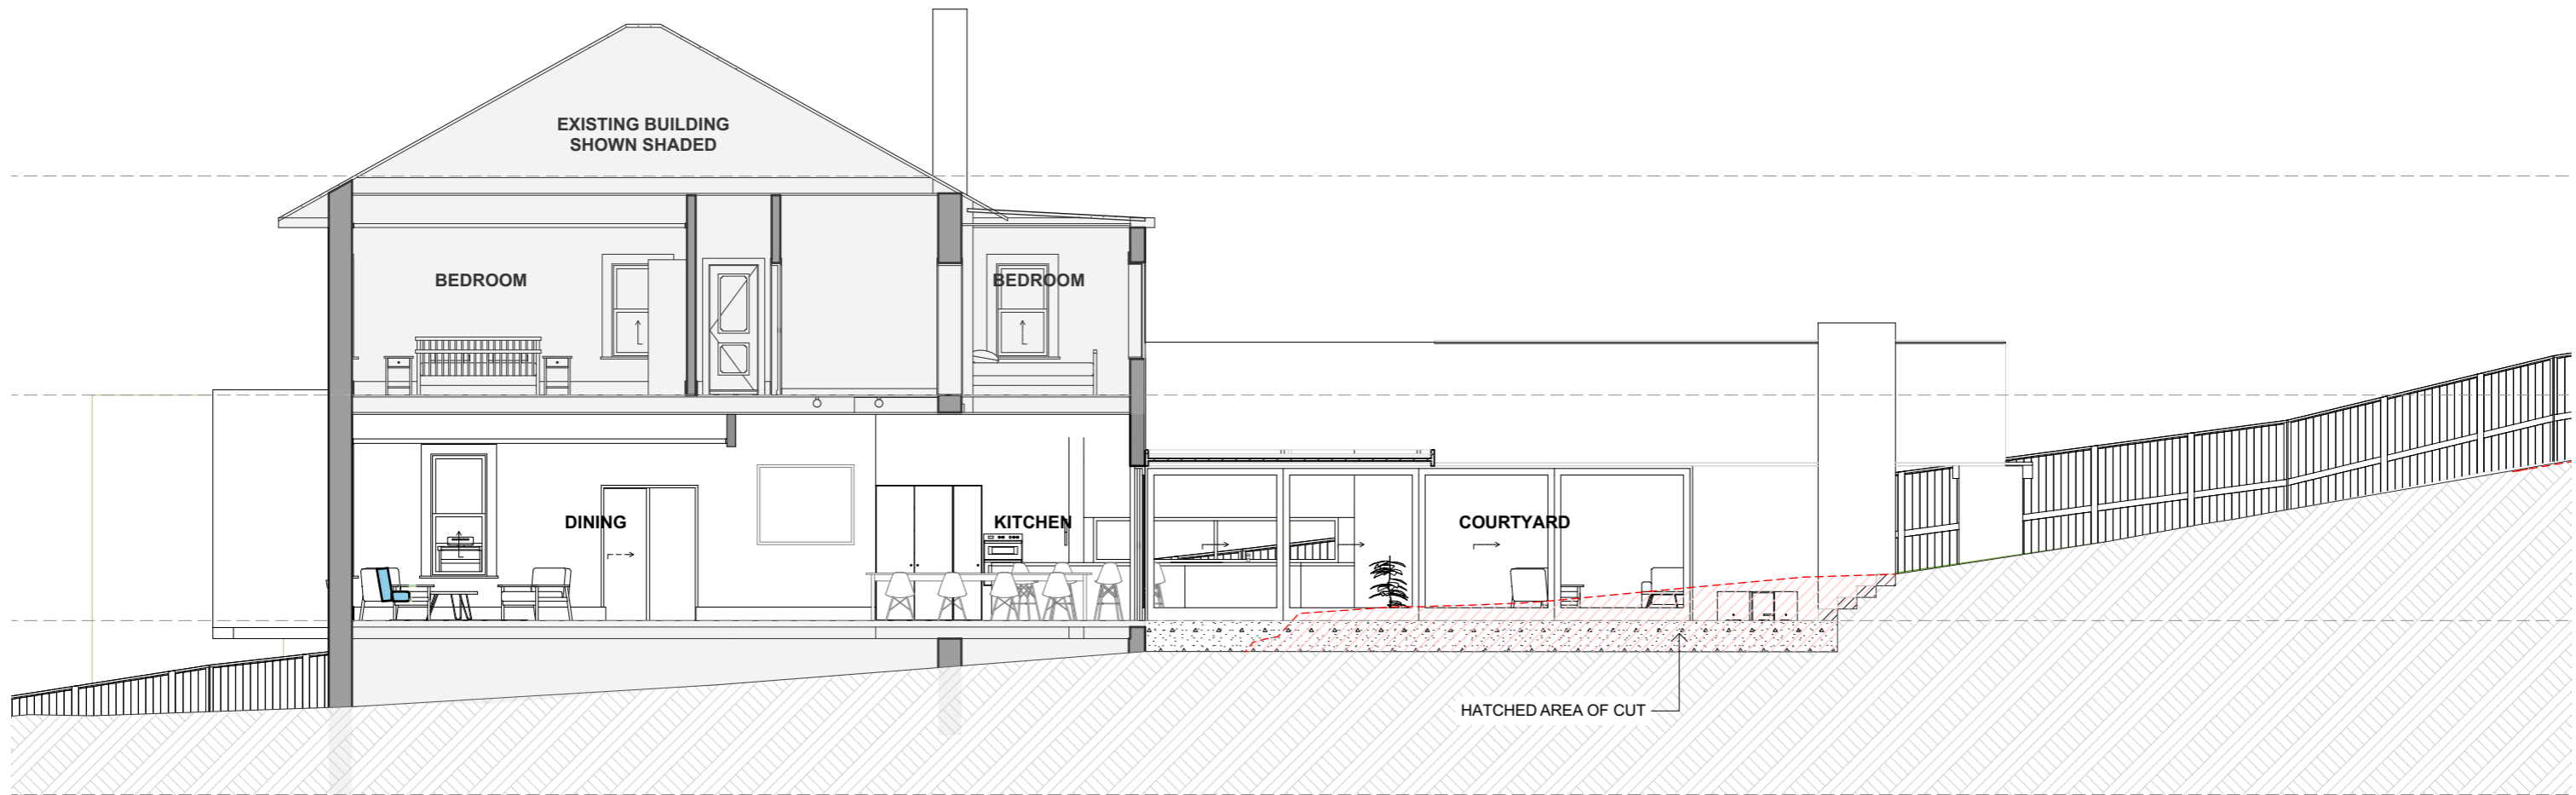 EXISTING BUILDING
SHOWN SHADED
BEDROOM
BEDROOM
DINING
KITCHEN
COURTYARD
HATCHED AREA OF CUT